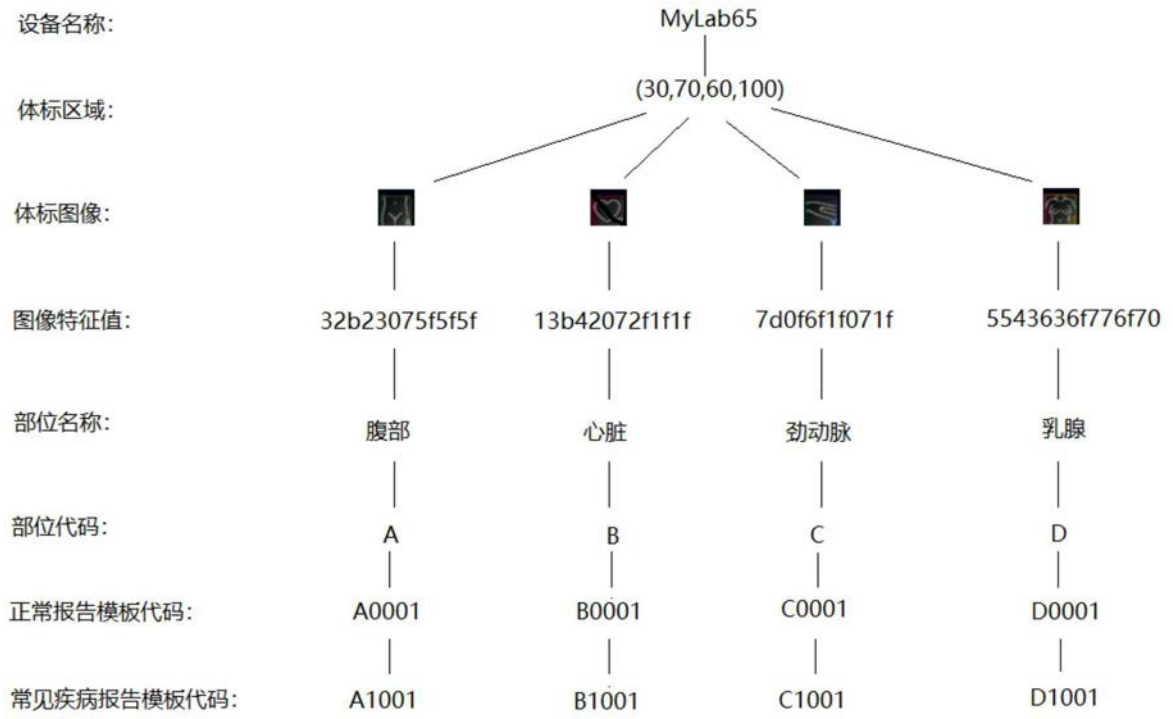 设备名称: MyLab65
体标区域: (30,70,60,100)
体标图像:
图像特征值: 32b23075f5f5f 13b42072f1f1f 7d0f6f1f071f 5543636f776f70
部位名称: 腹部 心脏 劲动脉 乳腺
部位代码: A B C D
正常报告模板代码: A0001 B0001 C0001 D0001
常见疾病报告模板代码: A1001 B1001 C1001 D1001